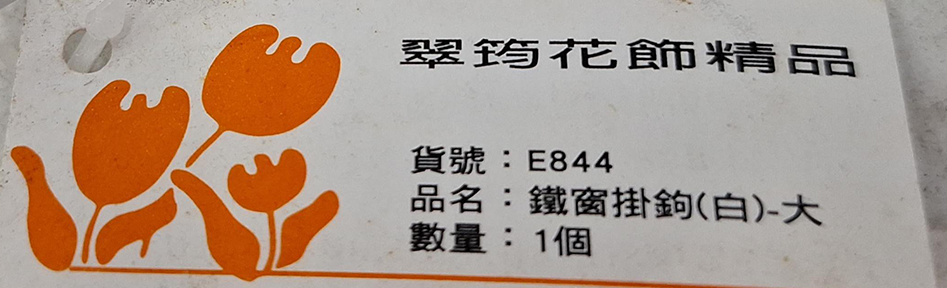 翠筠花飾精品
貨號：E844
品名：鐵窗掛鉤(白)-大
數量：1個